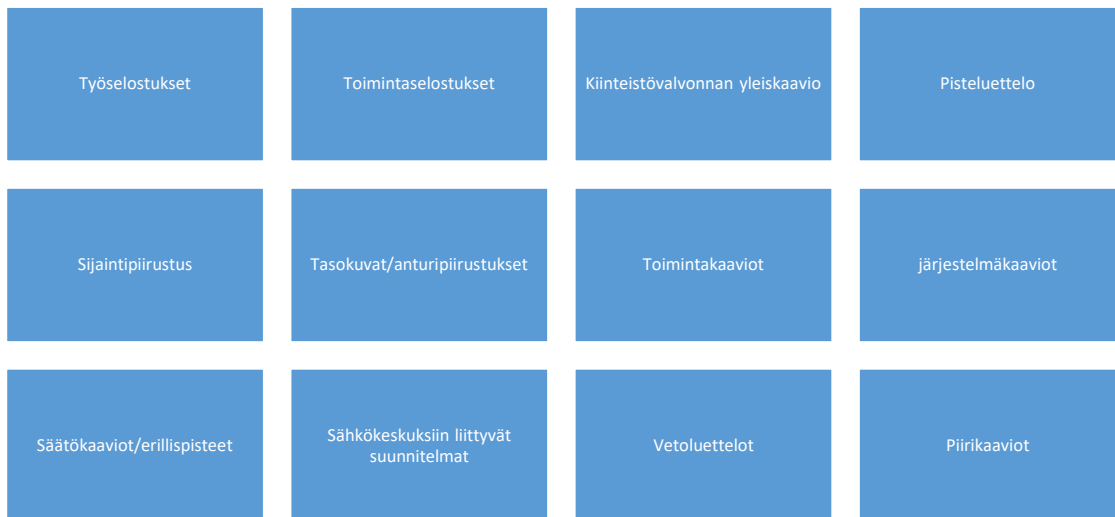 Työselostukset
Toimintaselostukset
Kiinteistövalvonnan yleiskaavio
Pisteluettelo
Sijaintipiirustus
Tasokuvat/anturipiirustukset
Toimintakaaviot
järjestelmäkaaviot
Säätökaaviot/erillispisteet
Sähkökeskuksiin liittyvät
suunnitelmat
Vetoluettelot
Piirikaaviot